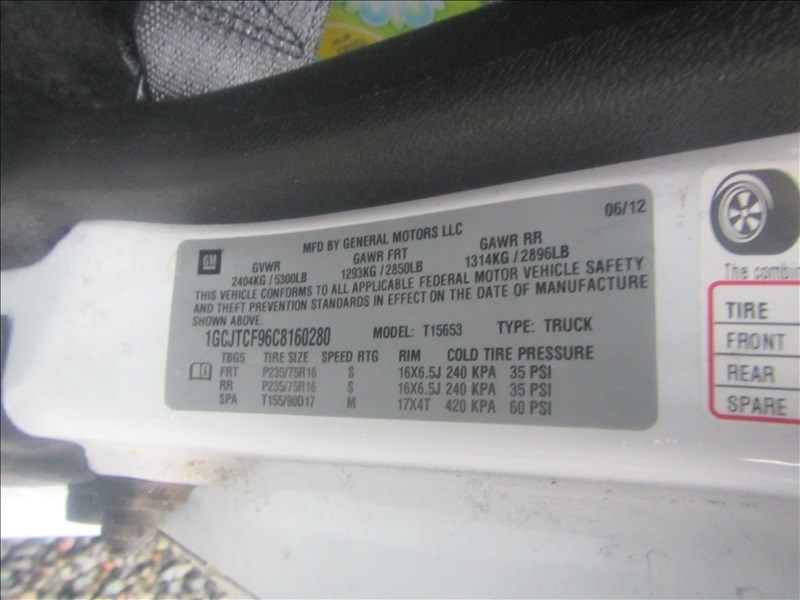 06/12
GM
MFD BY GENERAL MOTORS LLC
GVWR GAWR FRT GAWR RR
2404KG / 5300LB 1293KG / 2850LB 1314KG / 2896LB
THIS VEHICLE CONFORMS TO ALL APPLICABLE FEDERAL MOTOR VEHICLE SAFETY
AND THEFT PREVENTION STANDARDS IN EFFECT ON THE DATE OF MANUFACTURE
SHOWN ABOVE.
1GCJTCF96C8160280 MODEL: T15653 TYPE: TRUCK
TBG5 TIRE SIZE SPEED RTG RIM COLD TIRE PRESSURE
FRT P235/75R16 S 16X6.5J 240 KPA 35 PSI
RR P235/75R16 S 16X6.5J 240 KPA 35 PSI
SPA T155/90D17 M 17X4T 420 KPA 60 PSI
The
TIRE
FRONT
REAR
SPARE